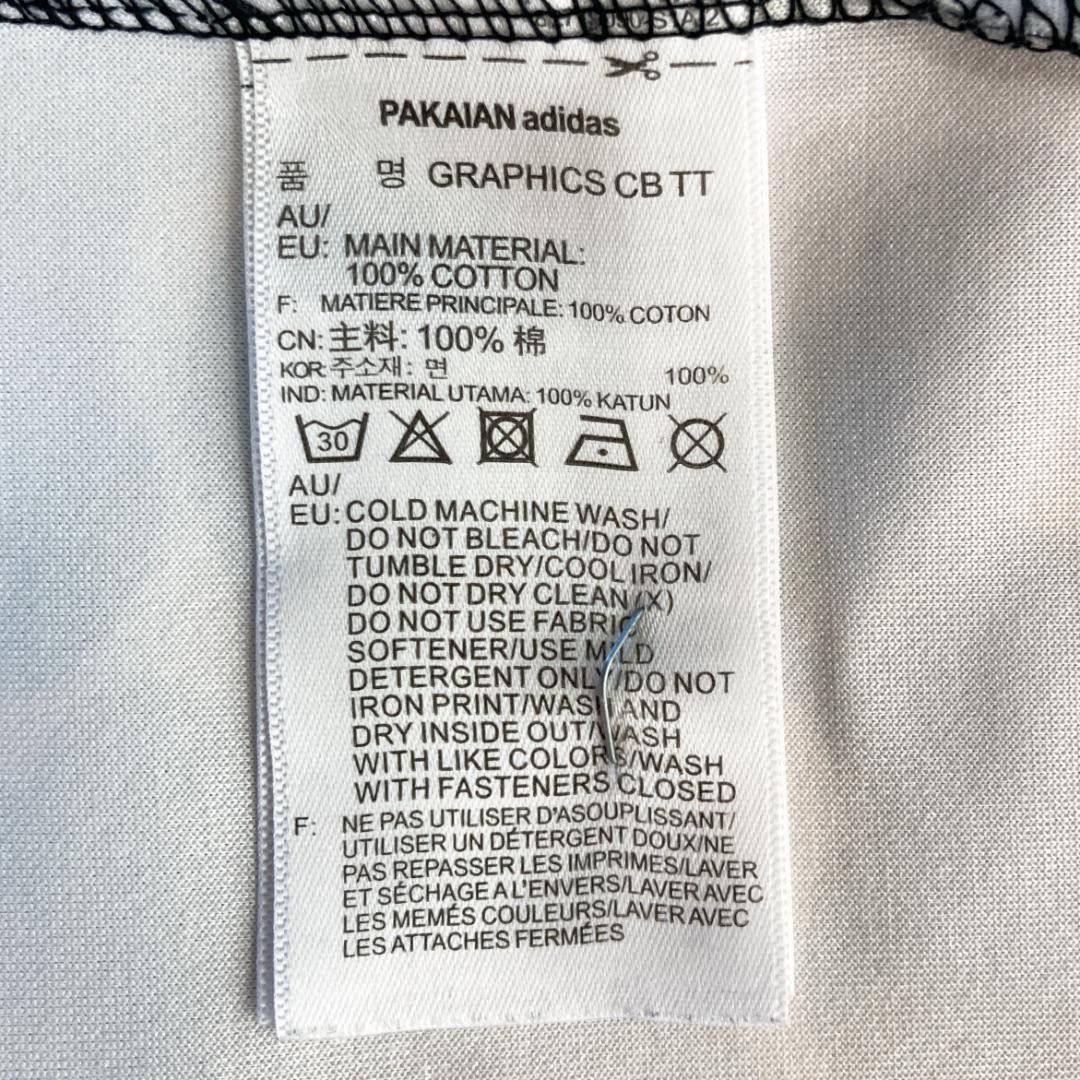 PAKAIAN adidas
품 명 GRAPHICS CB TT
AU/
EU: MAIN MATERIAL:
100% COTTON
F: MATIERE PRINCIPALE: 100% COTON
CN: 主料: 100% 棉
KOR: 주소재: 면 100%
IND: MATERIAL UTAMA: 100% KATUN
30
AU/
EU: COLD MACHINE WASH/
DO NOT BLEACH/DO NOT
TUMBLE DRY/COOL IRON/
DO NOT DRY CLEAN (X)
DO NOT USE FABRIC
SOFTENER/USE MILD
DETERGENT ONLY/DO NOT
IRON PRINT/WASH AND
DRY INSIDE OUT/WASH
WITH LIKE COLORS/WASH
WITH FASTENERS CLOSED
F: NE PAS UTILISER D'ASOUPLISSANT/
UTILISER UN DÉTERGENT DOUX/NE
PAS REPASSER LES IMPRIMES/LAVER
ET SÉCHAGE A L'ENVERS/LAVER AVEC
LES MEMÉS COULEURS/LAVER AVEC
LES ATTACHES FERMÉES